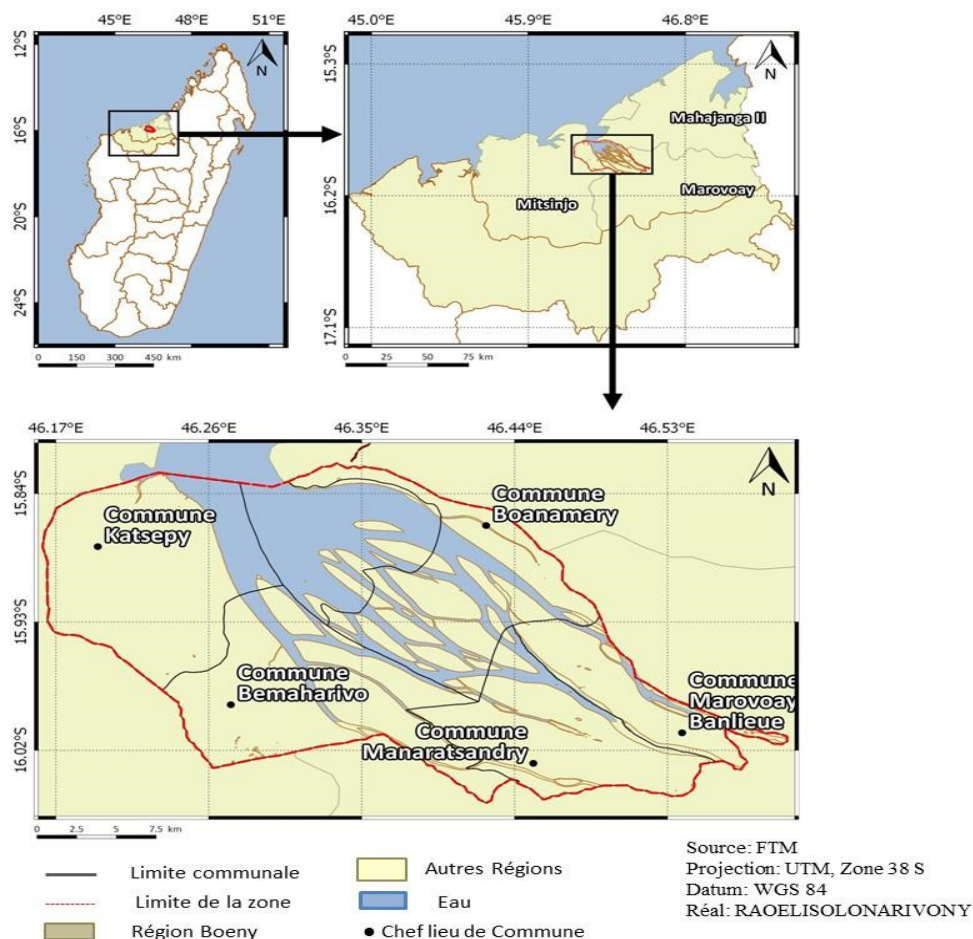 45°E 48°E 51°E
12°S
16°S
20°S
24°S
N
0 150 300 450 km
45.0°E 45.9°E 46.8°E
15.3°S
16.2°S
17.1°S
N
Mahajanga II
Marovoay
Mitsinjo
0 25 50 75 km
46.17°E 46.26°E 46.35°E 46.44°E 46.53°E
15.84°S
15.93°S
16.02°S
N
Commune
Katsepy
Commune
Boanamary
Commune
Bemaharivo
Commune
Marovoay
Banlieue
Commune
Manaratsandry
0 2.5 5 7.5 km
Limite communale
Limite de la zone
Région Boeny
Autres Régions
Eau
Chef lieu de Commune
Source: FTM
Projection: UTM, Zone 38 S
Datum: WGS 84
Réal: RAOELISOLONARIVONY